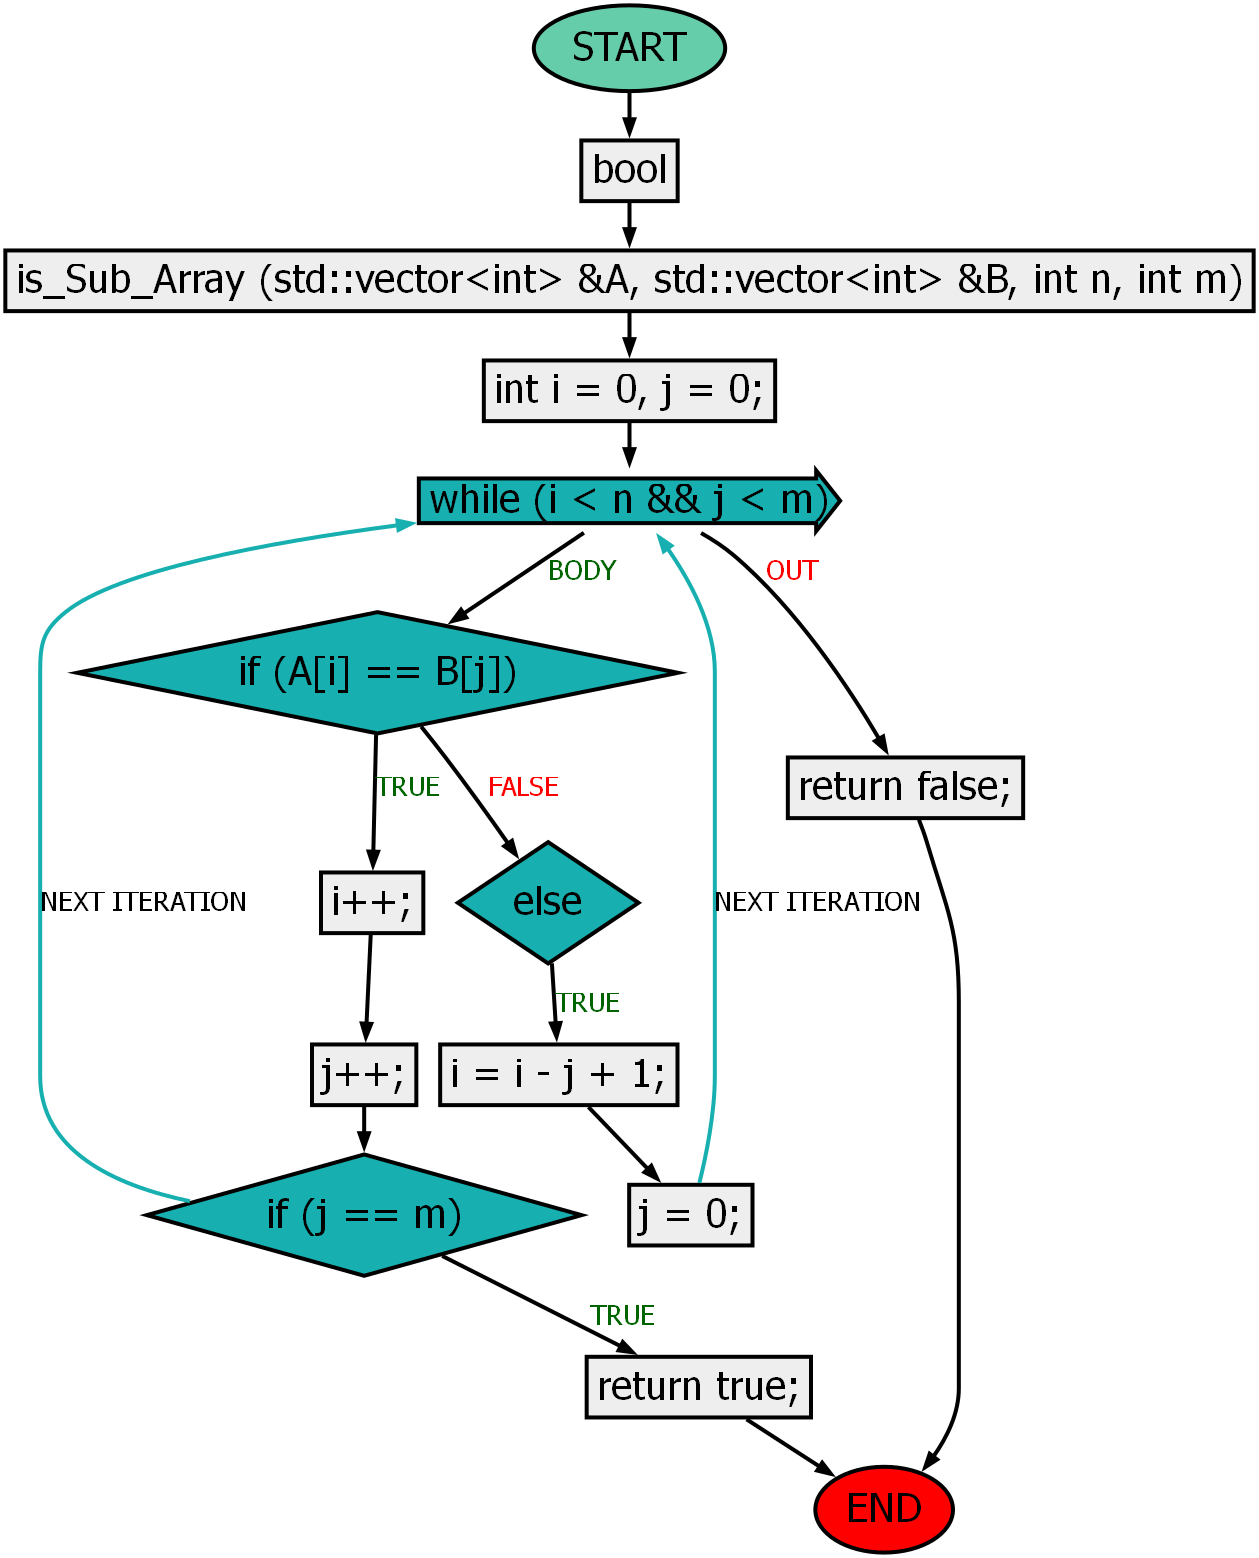 START
bool
is_Sub_Array (std::vector<int> &A, std::vector<int> &B, int n, int m)
int i = 0, j = 0;
while (i < n && j < m)
BODY
OUT
if (A[i] == B[j])
return false;
TRUE
FALSE
NEXT ITERATION
i++;
else
NEXT ITERATION
TRUE
j++;
i = i - j + 1;
if (j == m)
j = 0;
TRUE
return true;
END